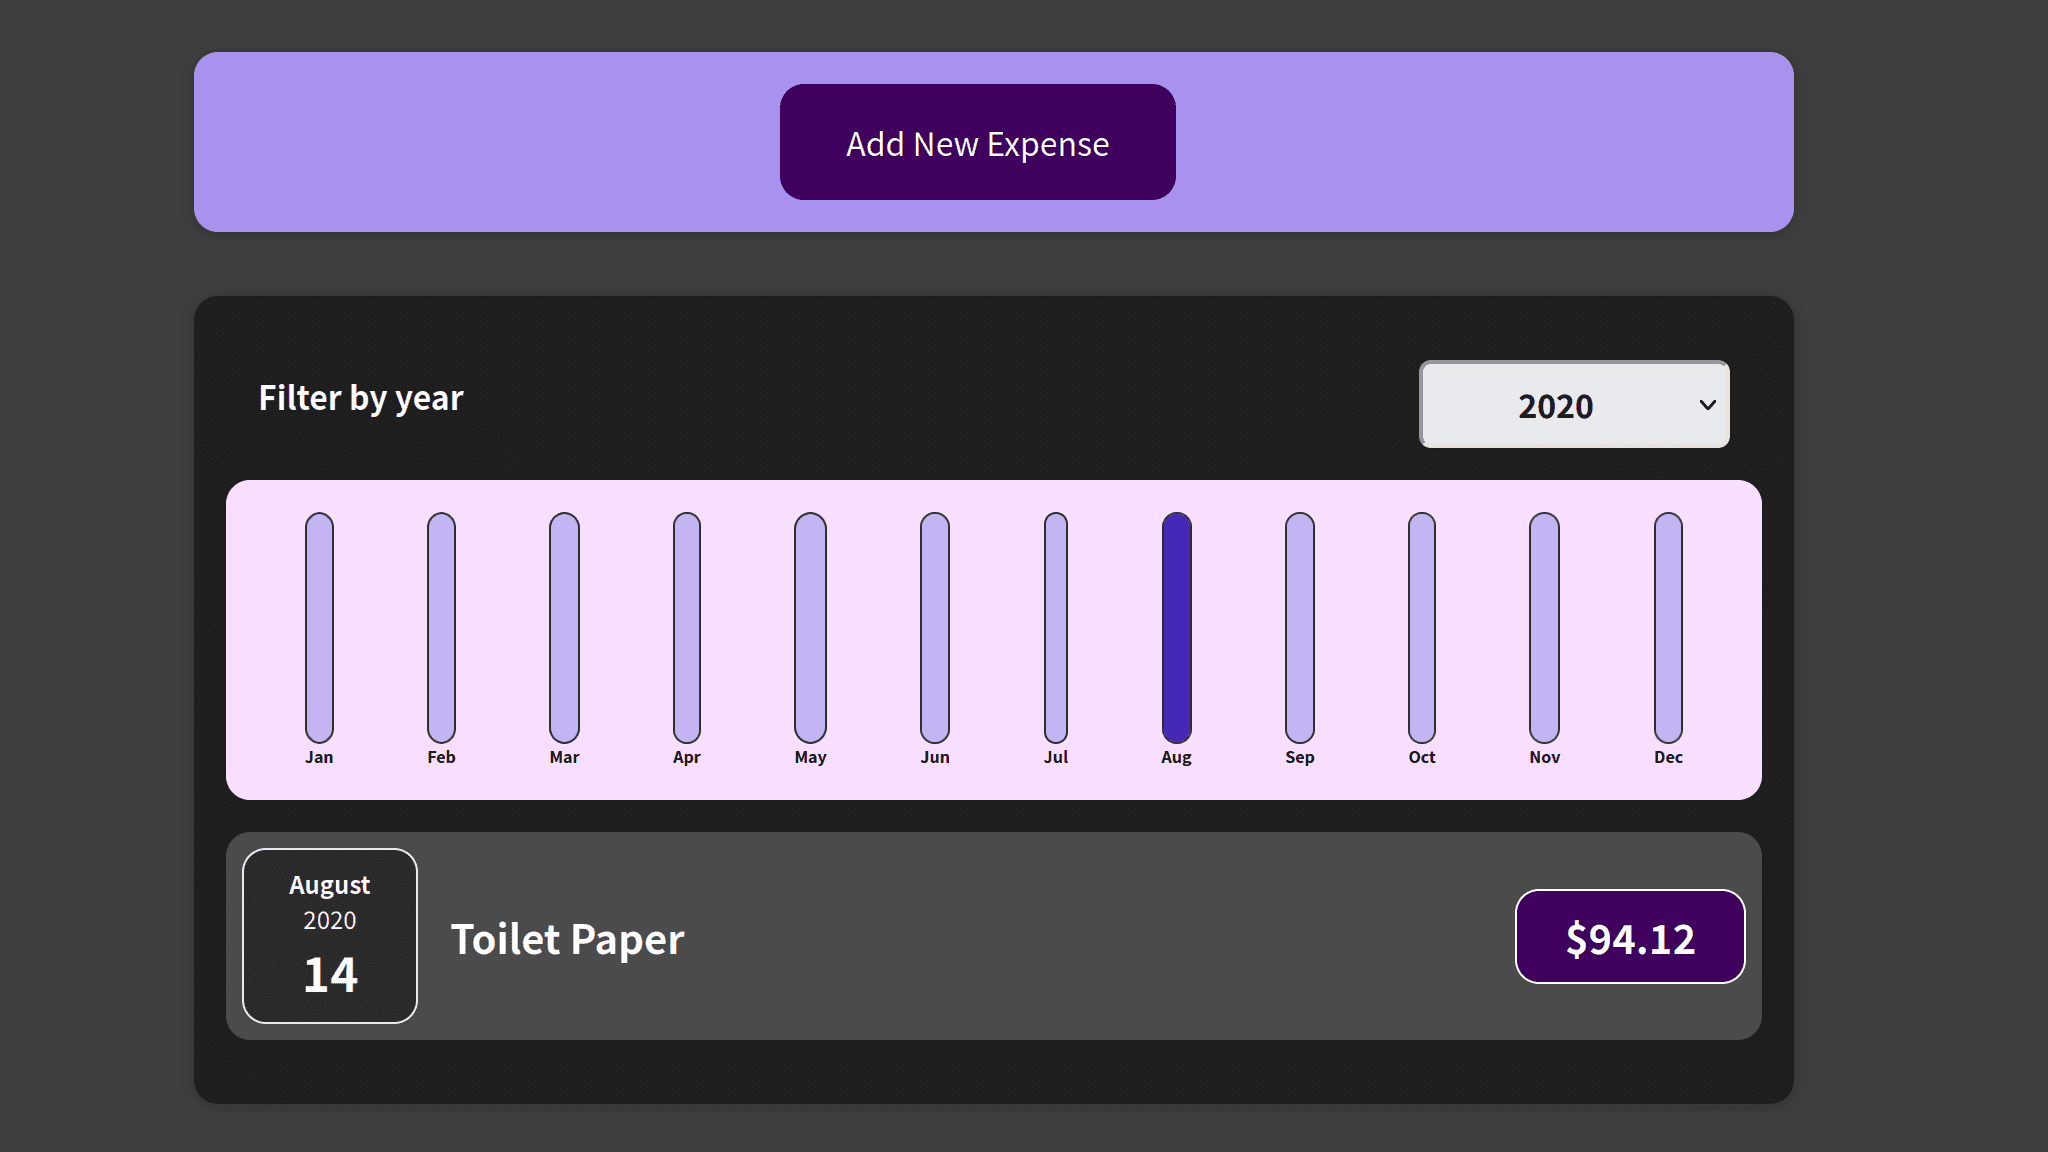 Add New Expense
Filter by year
2020
Jan Feb Mar Apr May Jun Jul Aug Sep Oct Nov Dec
August
2020
14
Toilet Paper
$94.12